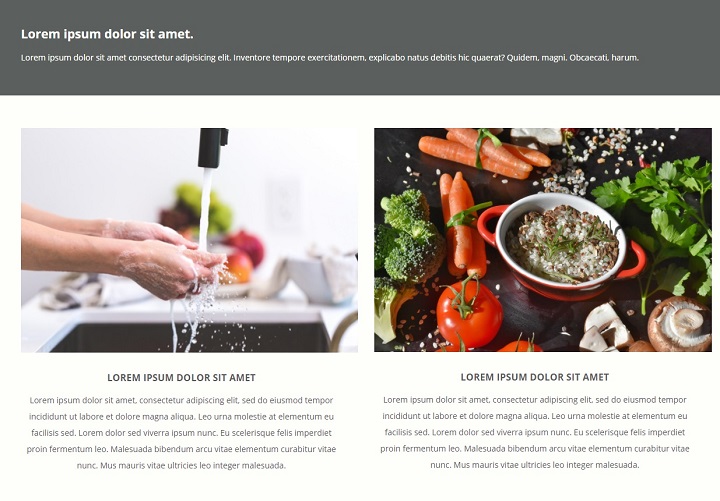 Lorem ipsum dolor sit amet.
Lorem ipsum dolor sit amet consectetur adipisicing elit. Inventore tempore exercitationem, explicabo natus debitis hic quaerat? Quidem, magni. Obcaecati, harum.
LOREM IPSUM DOLOR SIT AMET
Lorem ipsum dolor sit amet, consectetur adipiscing elit, sed do eiusmod tempor
incididunt ut labore et dolore magna aliqua. Leo urna molestie at elementum eu
facilisis sed. Lorem sed viverra ipsum nunc. Eu scelerisque felis imperdiet
proin fermentum leo. Malesuada bibendum arcu vitae elementum curabitur vitae
nunc. Mus mauris vitae ultricies leo integer malesuada.
LOREM IPSUM DOLOR SIT AMET
Lorem ipsum dolor sit amet, consectetur adipiscing elit, sed do eiusmod tempor
incididunt ut labore et dolore magna aliqua. Leo urna molestie at elementum eu
facilisis sed. Lorem sed viverra ipsum nunc. Eu scelerisque felis imperdiet
proin fermentum leo. Malesuada bibendum arcu vitae elementum curabitur vitae
nunc. Mus mauris vitae ultricies leo integer malesuada.